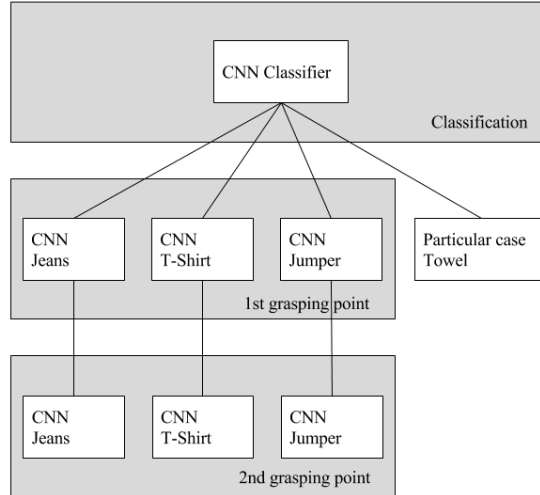 CNN Classifier
Classification
CNN
Jeans
CNN
T-Shirt
CNN
Jumper
Particular case
Towel
1st grasping point
CNN
Jeans
CNN
T-Shirt
CNN
Jumper
2nd grasping point